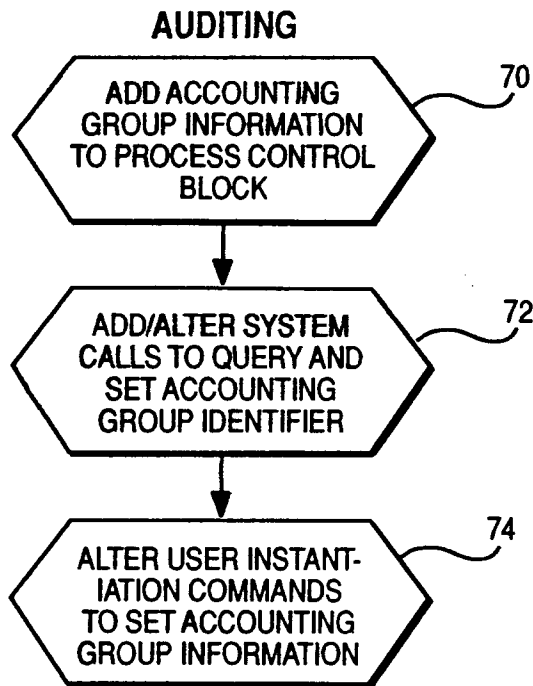 AUDITING
70
ADD ACCOUNTING
GROUP INFORMATION
TO PROCESS CONTROL
BLOCK
72
ADD/ALTER SYSTEM
CALLS TO QUERY AND
SET ACCOUNTING
GROUP IDENTIFIER
74
ALTER USER INSTANT-
IATION COMMANDS
TO SET ACCOUNTING
GROUP INFORMATION